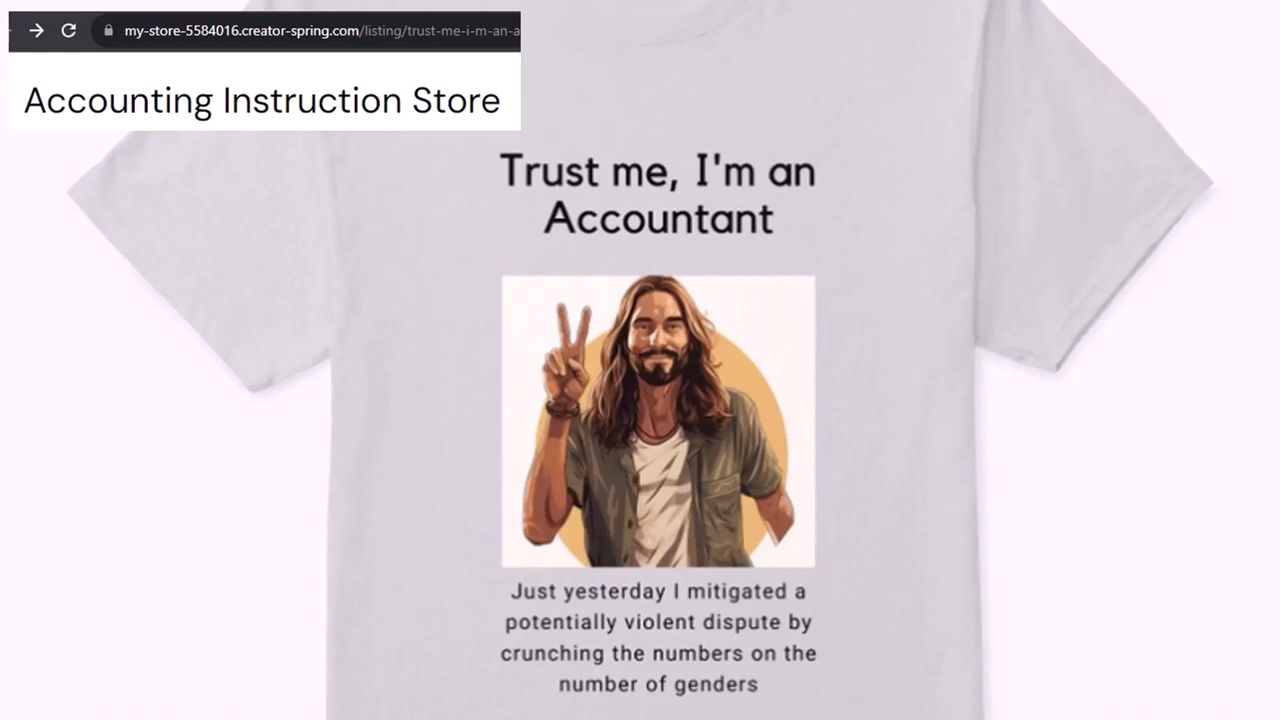 my-store-5584016.creator-spring.com/listing/trust-me-i-m-an-a
Accounting Instruction Store
Trust me, I'm an
Accountant
Just yesterday I mitigated a
potentially violent dispute by
crunching the numbers on the
number of genders